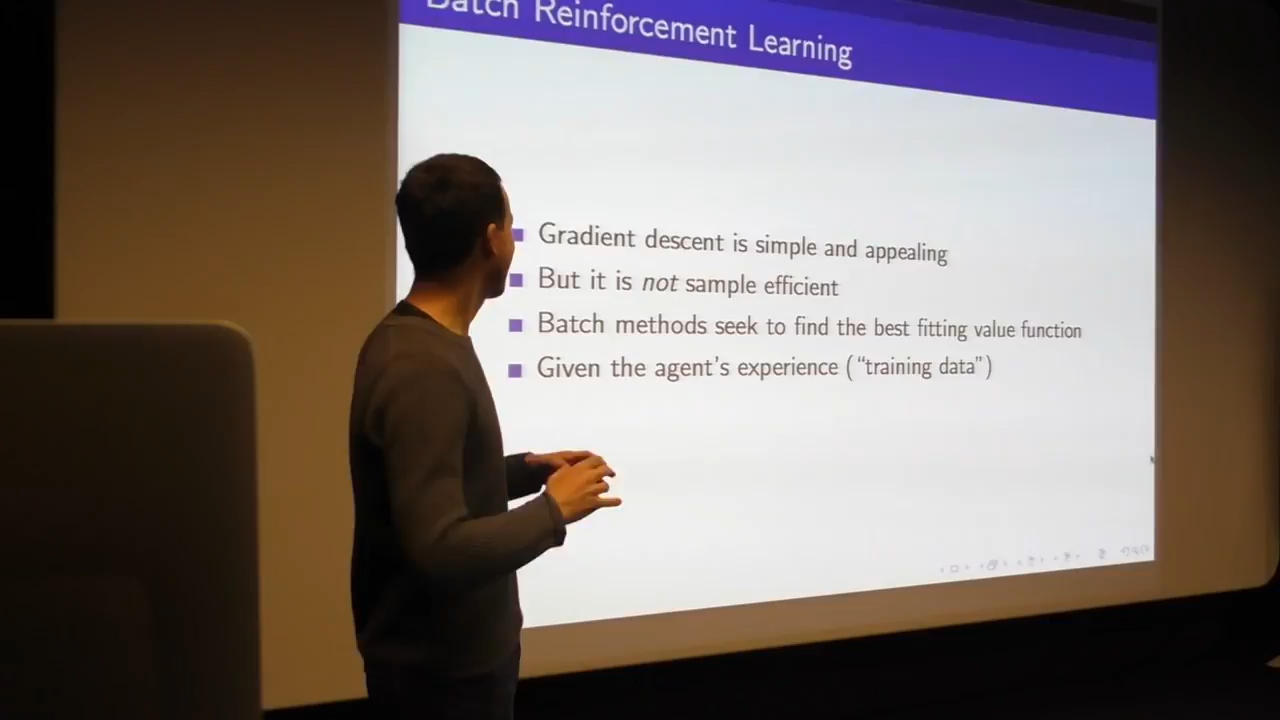 Batch Reinforcement Learning
Gradient descent is simple and appealing
But it is not sample efficient
Batch methods seek to find the best fitting value function
Given the agent's experience (“training data”)